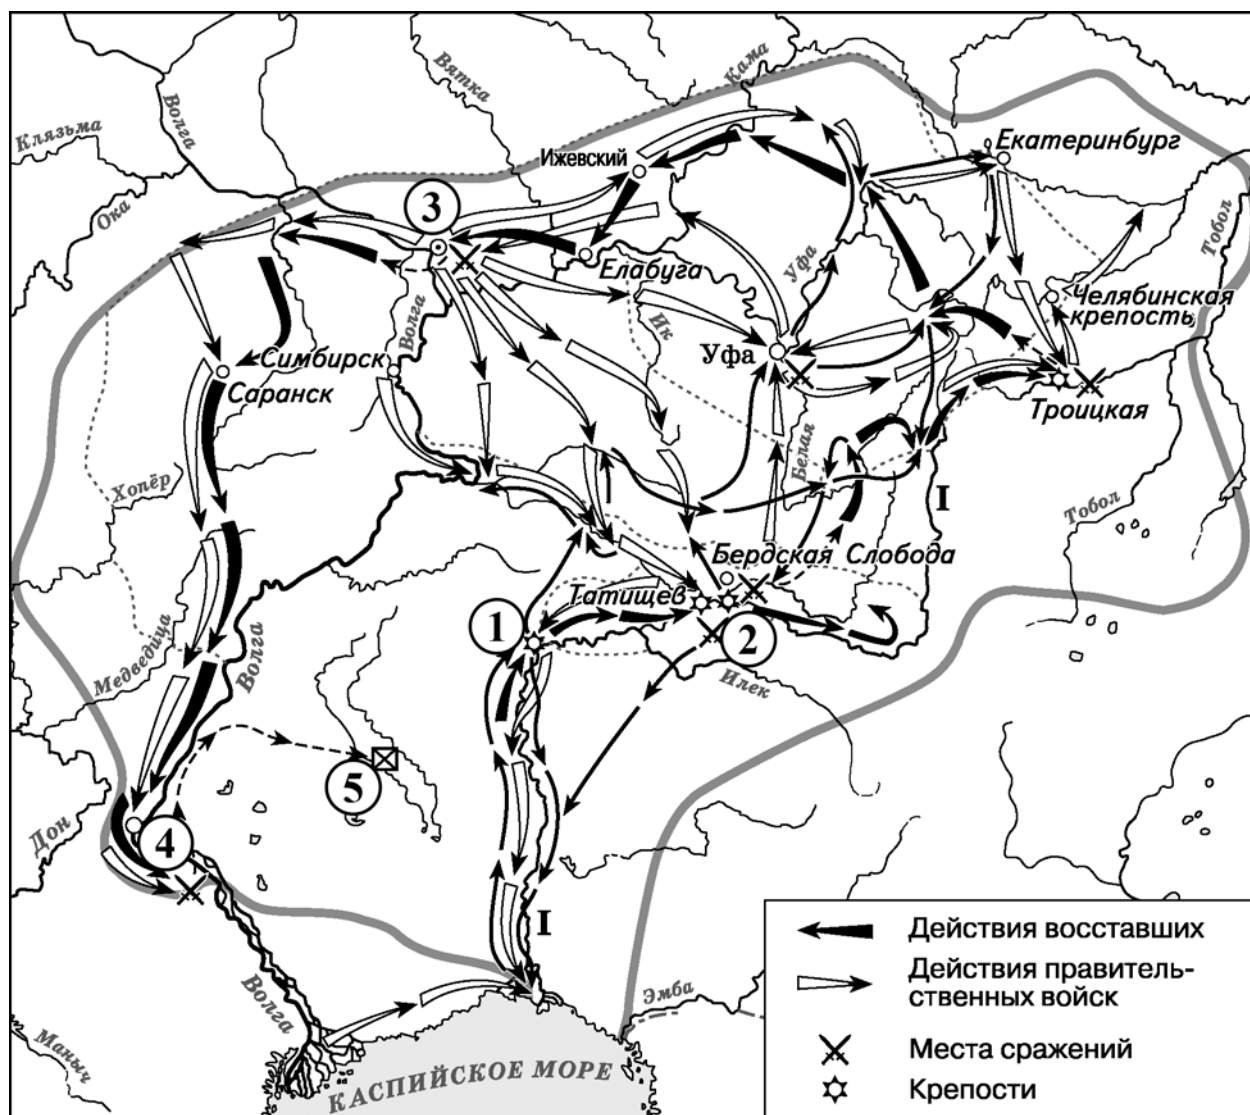 Клязьма
Волга
Вятка
Кама
Ока
Ижевский
Екатеринбург
Тобол
3
Елабуга
Уфа
Волга
Ик
Челябинская
крепость
Симбирск
Саранск
Уфа
Троицкая
Белая
Хопёр
I
Тобол
Бердская Слобода
Татищев
1
2
Медведица
Волга
Илек
5
Дон
4
I
Волга
Эмба
Маныч
КАСПИЙСКОЕ МОРЕ
Действия восставших
Действия правитель-
ственных войск
Места сражений
Крепости